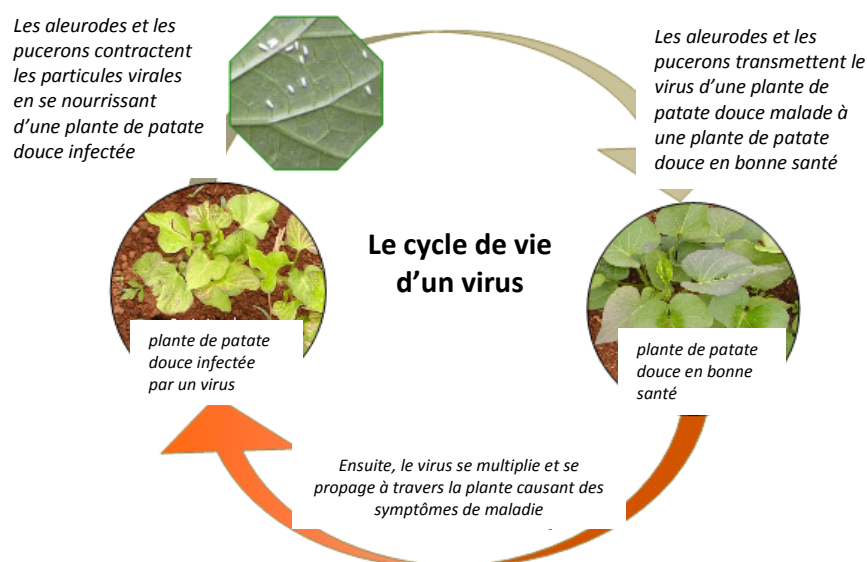 Les aleurodes et les
pucerons contractent
les particules virales
en se nourrissant
d'une plante de patate
douce infectée
Les aleurodes et les
pucerons transmettent le
virus d'une plante de
patate douce malade à
une plante de patate
douce en bonne santé
Le cycle de vie
d'un virus
plante de patate
douce infectée
par un virus
plante de patate
douce en bonne
santé
Ensuite, le virus se multiplie et se
propage à travers la plante causant des
symptômes de maladie